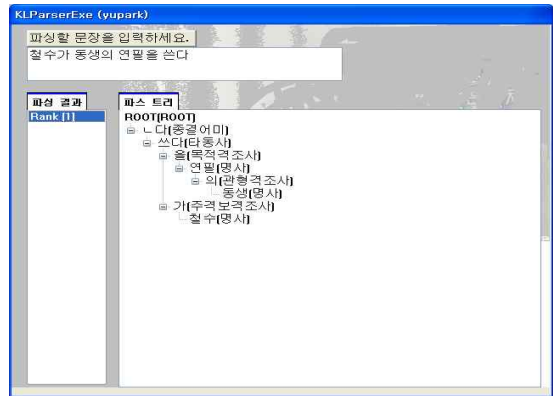 KLParserExe (yupark)
파싱할 문장을 입력하세요.
철수가 동생의 연필을 쓴다
파싱 결과
파스 트리
Rank [1]
ROOT[ROOT]
ㄴ다[종결어미]
쓰다[타동사]
을[목적격조사]
연필[명사]
의[관형격조사]
동생[명사]
가[주격보격조사]
철수[명사]